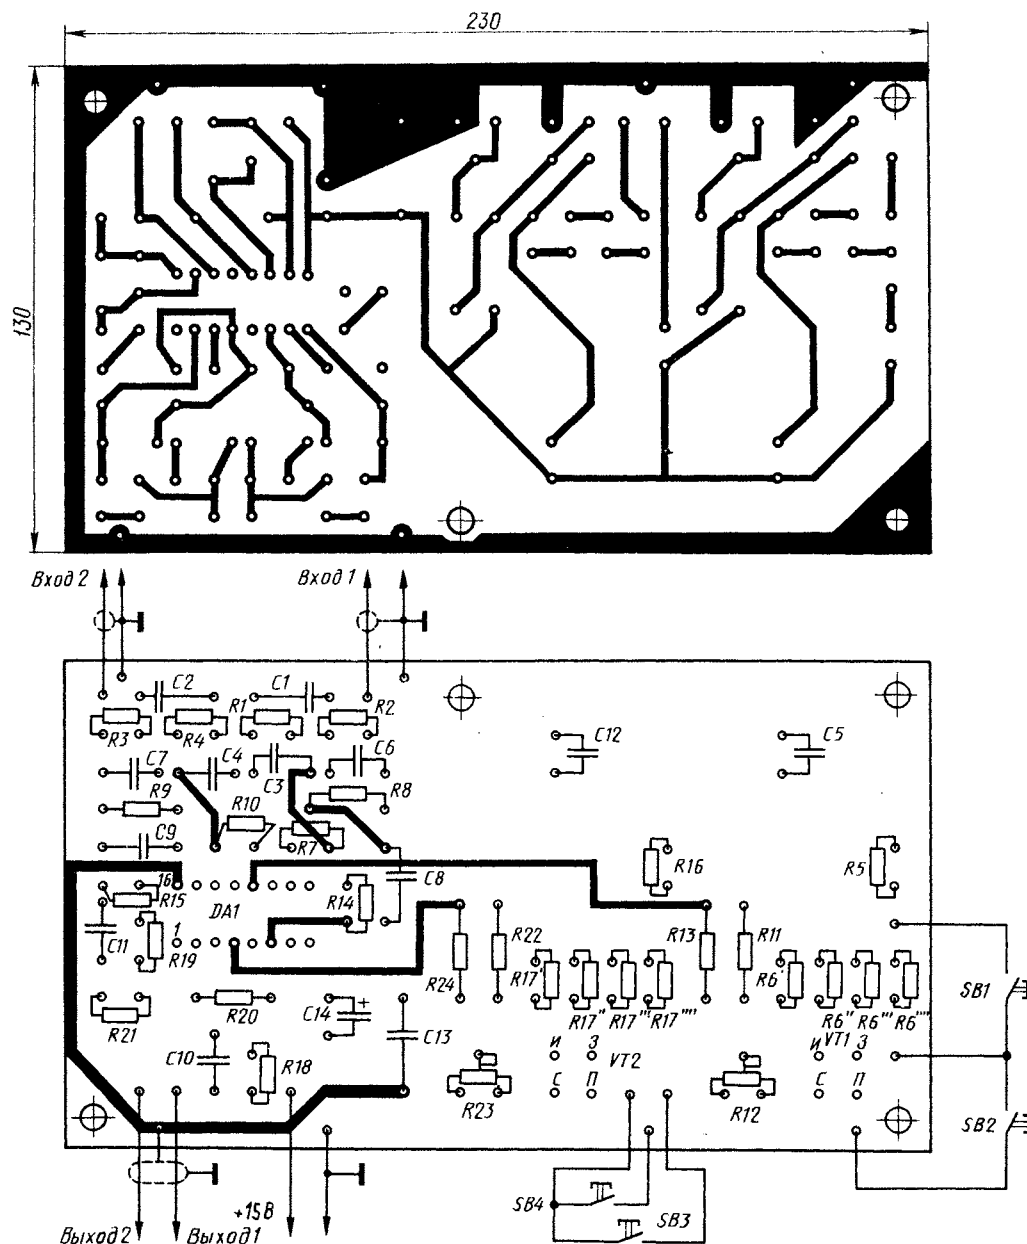 230
130
Вход 2
Вход 1
C2
C1
R1
R2
R3
R4
C7
C4
C3
C6
R9
R10
R8
C9
R7
C12
C5
R16
R5
16
R15
DA1
R14
C8
C11
1
R19
R24
R22
R17'
R13
R11
R6'
SB1
R21
R20
C14
+
C13
R17"
R17"'
R17""
R6"
R6"'
R6""
C10
R18
И
З
VT2
С
П
И
VT1
З
С
П
R23
R12
SB2
+15В
SB4
SB3
Выход 2
Выход 1